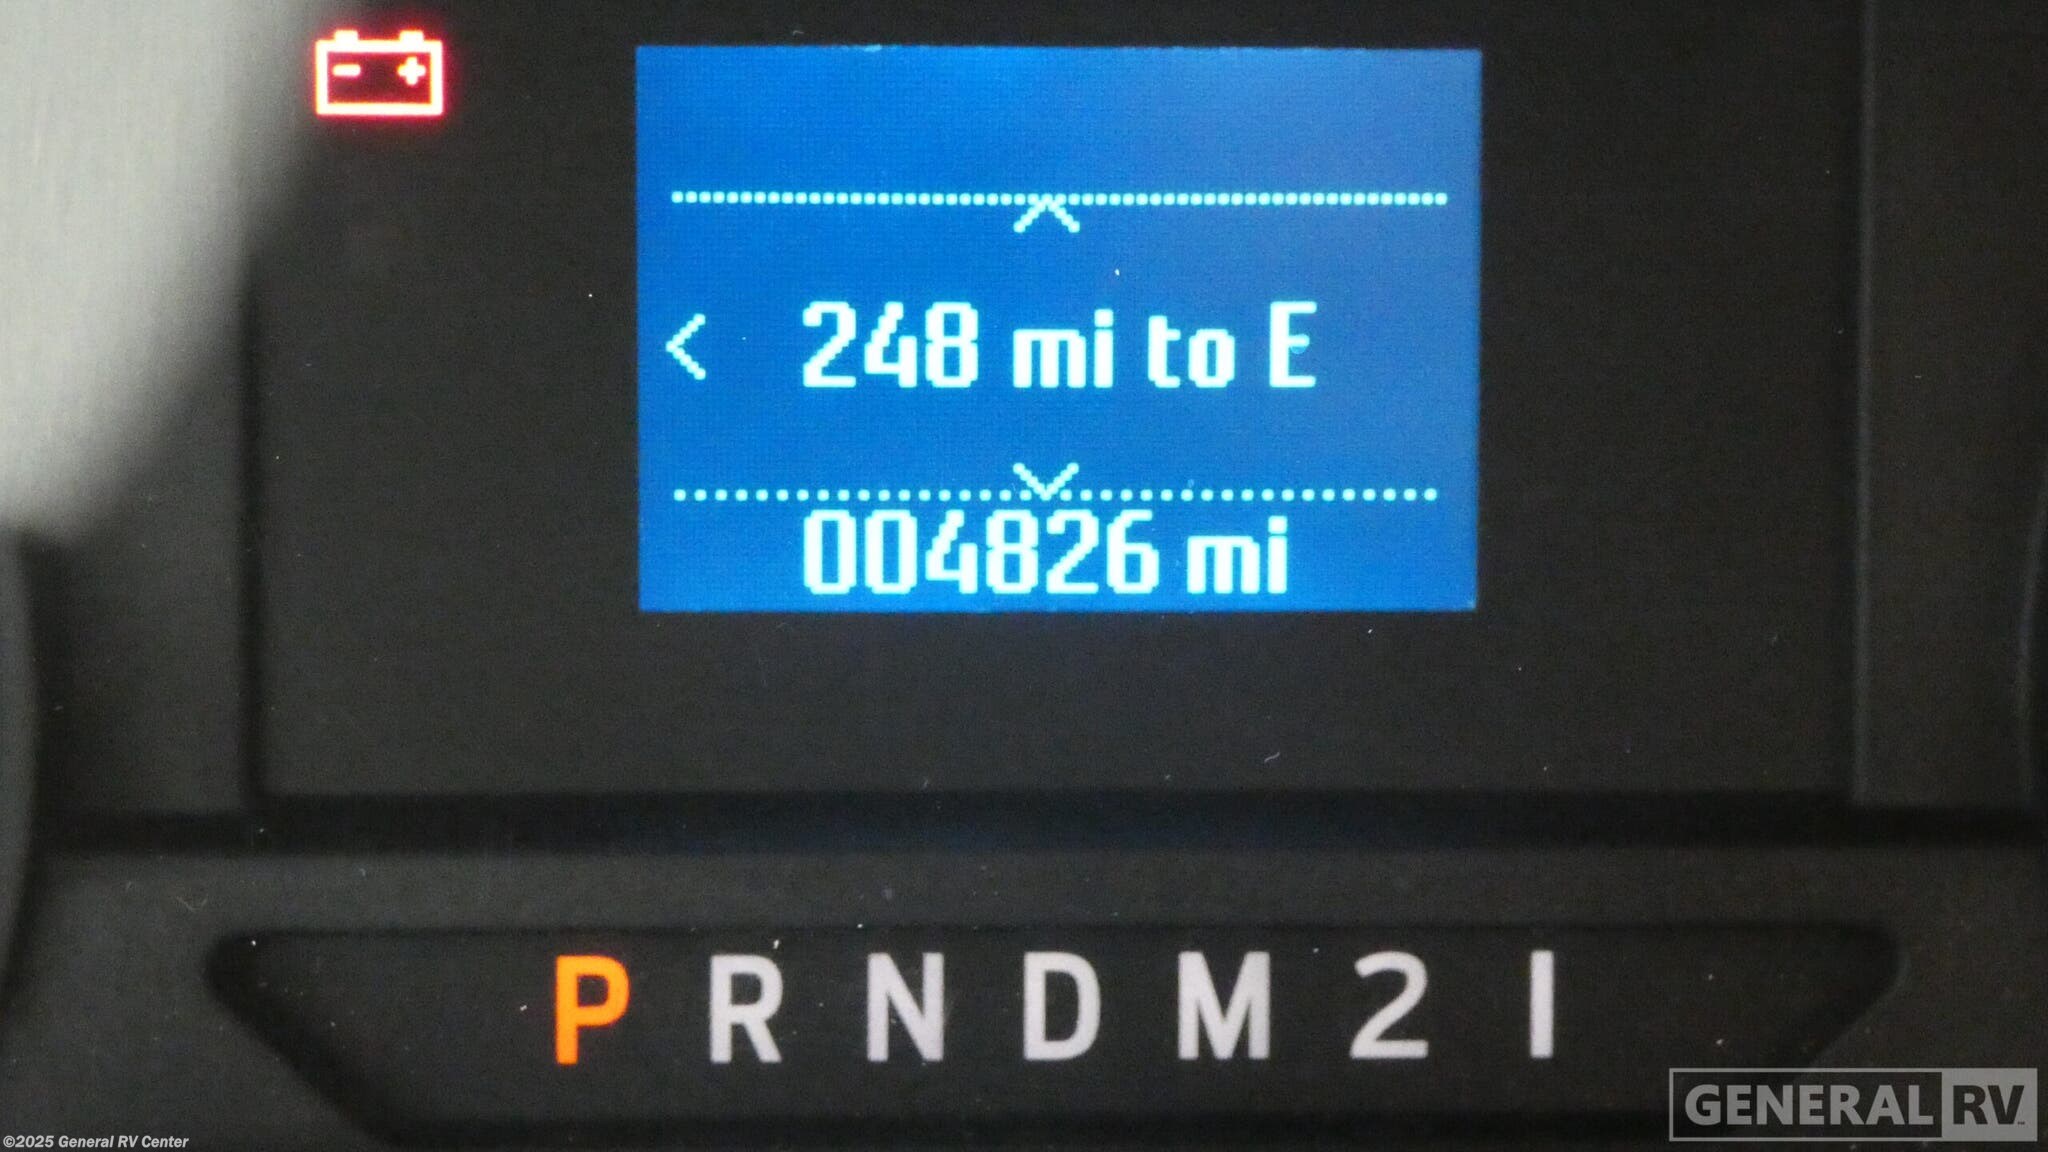 248 mi to E
004826 mi
P R N D M 2 1
GENERAL RV
©2025 General RV Center